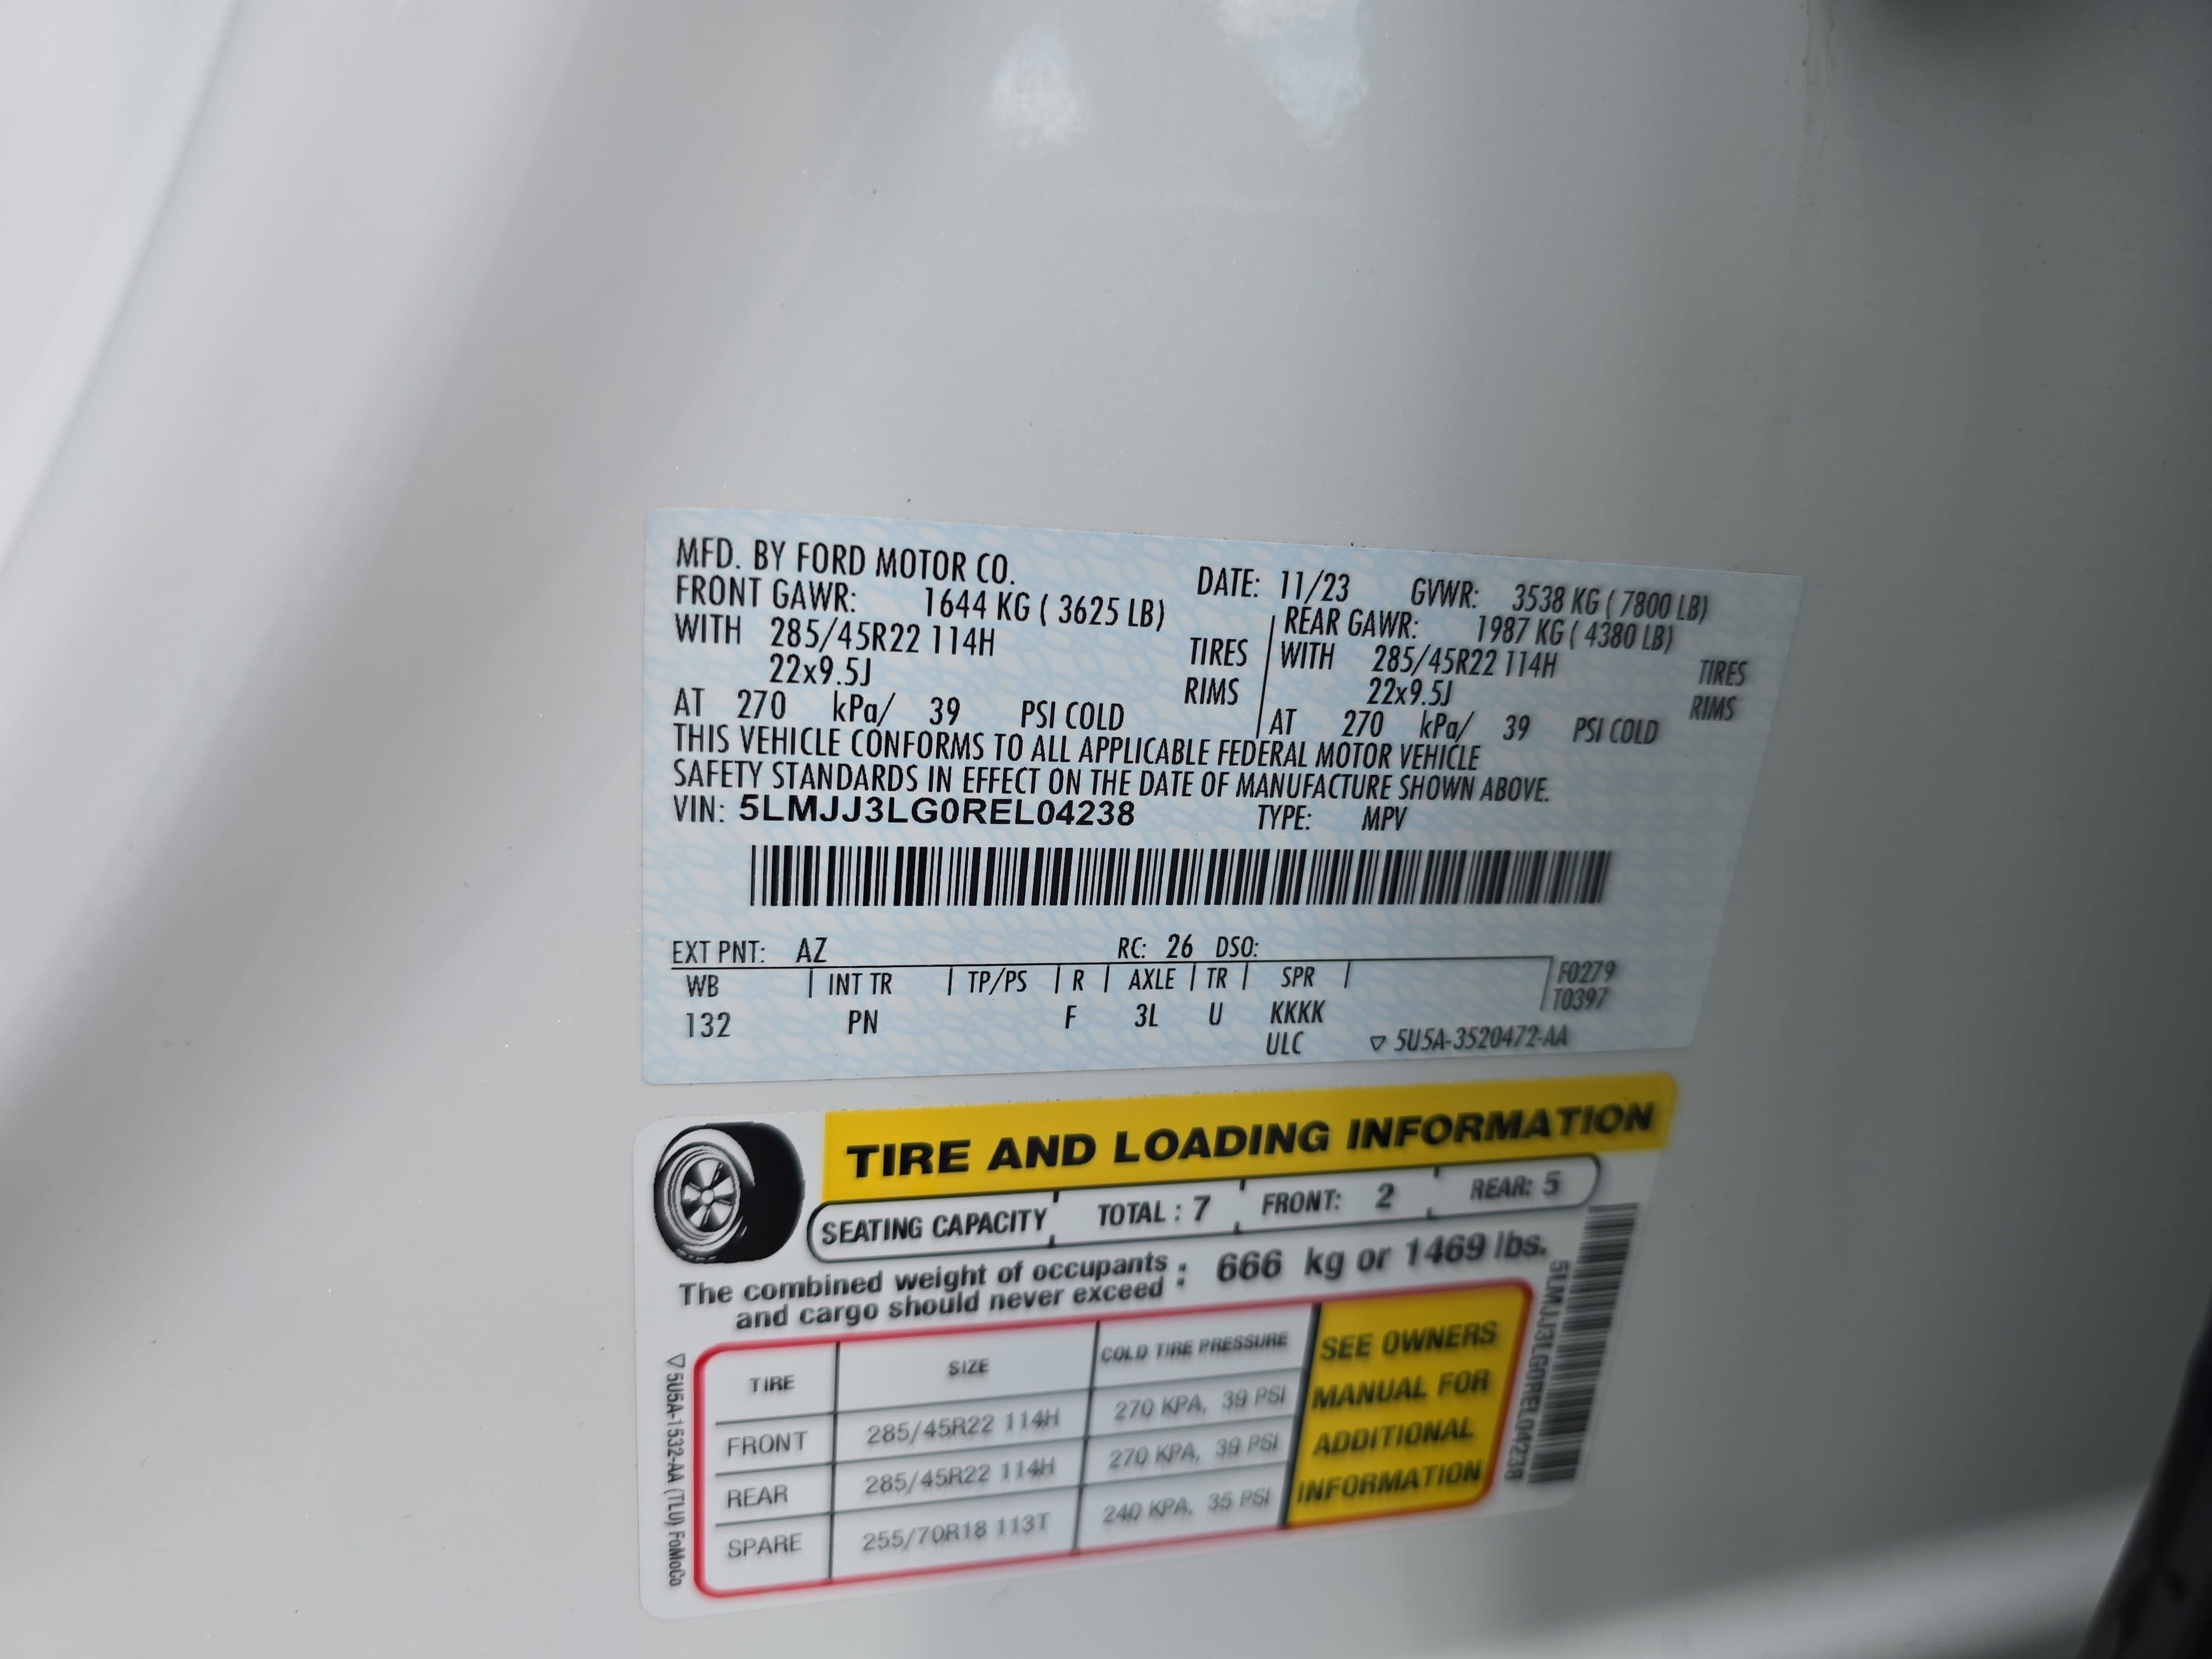 MFD. BY FORD MOTOR CO.
DATE: 11/23 GVWR: 3538 KG ( 7800 LB)
FRONT GAWR: 1644 KG ( 3625 LB)
WITH 285/45R22 114H TIRES
22x9.5J RIMS
AT 270 kPa/ 39 PSI COLD
REAR GAWR: 1987 KG ( 4380 LB)
WITH 285/45R22 114H TIRES
22x9.5J RIMS
AT 270 kPa/ 39 PSI COLD
THIS VEHICLE CONFORMS TO ALL APPLICABLE FEDERAL MOTOR VEHICLE
SAFETY STANDARDS IN EFFECT ON THE DATE OF MANUFACTURE SHOWN ABOVE.
VIN: 5LMJJ3LG0REL04238 TYPE: MPV
EXT PNT: AZ RC: 26 DSO:
WB INT TR TP/PS R AXLE TR SPR F0279
T0397
132 PN F 3L U KKKK
ULC ▽ 5U5A-3520472-AA
TIRE AND LOADING INFORMATION
SEATING CAPACITY TOTAL : 7 FRONT: 2 REAR: 5
The combined weight of occupants
and cargo should never exceed : 666 kg or 1469 lbs.
TIRE SIZE COLD TIRE PRESSURE
FRONT 285/45R22 114H 270 KPA, 39 PSI
REAR 285/45R22 114H 270 KPA, 39 PSI
SPARE 255/70R18 113T 240 KPA, 35 PSI
SEE OWNERS
MANUAL FOR
ADDITIONAL
INFORMATION
5LMJJ3LG0REL04238
▽5U5A-1532-AA (TLU) FoMoCo